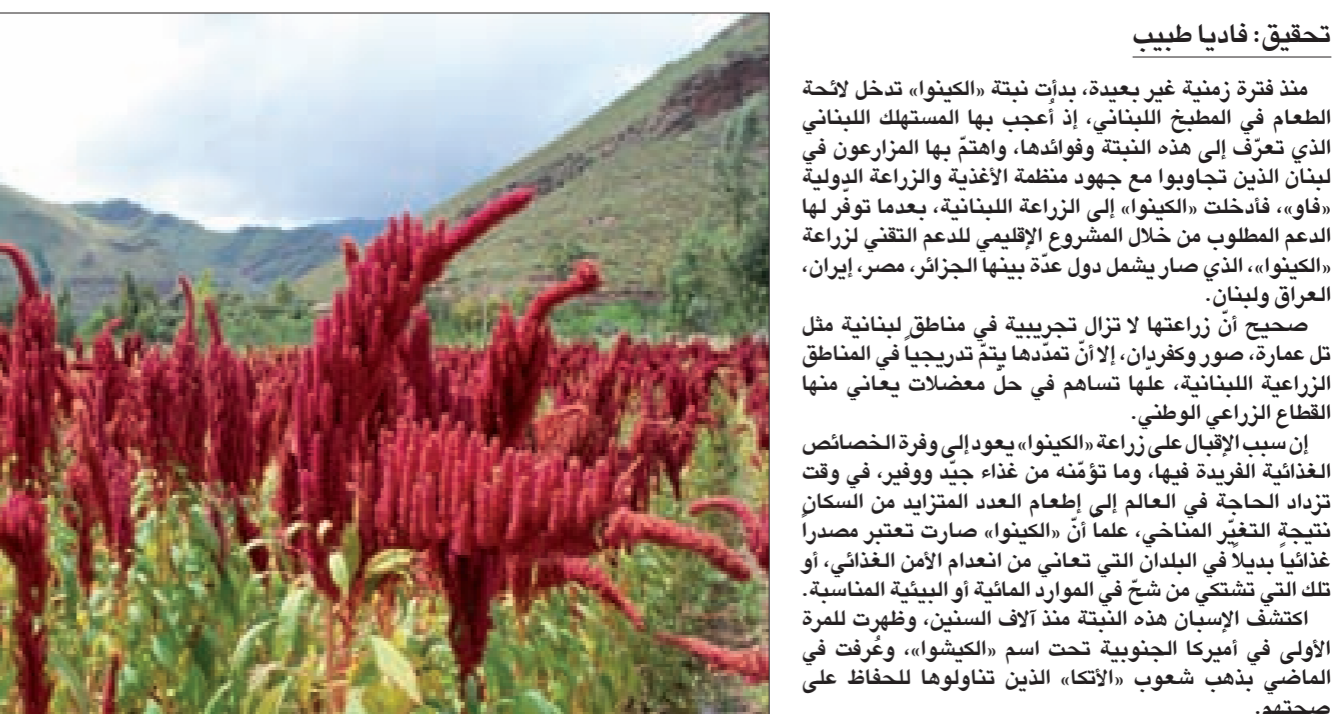 تحقيق: فاديا طبيب
منذ فترة زمنية غير بعيدة، بدأت نبتة «الكينوا» تدخل لائحة
الطعام في المطبخ اللبناني، إذ أُعجب بها المستهلك اللبناني
الذي تعرّف إلى هذه النبتة وفوائدها، واهتمّ بها المزارعون في
لبنان الذين تجاوبوا مع جهود منظمة الأغذية والزراعة الدولية
«فاو»، فأدخلت «الكينوا» إلى الزراعة اللبنانية، بعدما توفّر لها
الدعم المطلوب من خلال المشروع الإقليمي للدعم التقني لزراعة
«الكينوا»، الذي صار يشمل دول عدّة بينها الجزائر، مصر، إيران،
العراق ولبنان.
صحيح أنّ زراعتها لا تزال تجريبية في مناطق لبنانية مثل
تل عمارة، صور وكفردان، إلا أنّ تمدّدها يتمّ تدريجياً في المناطق
الزراعية اللبنانية، علّها تساهم في حلّ معضلات يعاني منها
القطاع الزراعي الوطني.
إن سبب الإقبال على زراعة «الكينوا» يعود إلى وفرة الخصائص
الغذائية الفريدة فيها، وما تؤمّنه من غذاء جيّد ووفير، في وقت
تزداد الحاجة في العالم إلى إطعام العدد المتزايد من السكان
نتيجة التغيّر المناخي، علماً أنّ «الكينوا» صارت تعتبر مصدراً
غذائياً بديلاً في البلدان التي تعاني من انعدام الأمن الغذائي، أو
تلك التي تشتكي من شحّ في الموارد المائية أو البيئية المناسبة.
اكتشف الإسبان هذه النبتة منذ آلاف السنين، وظهرت للمرة
الأولى في أميركا الجنوبية تحت اسم «الكيشوا»، وعُرفت في
الماضي بذهب شعوب «الأتكا» الذين تناولوها للحفاظ على
صحتهم.